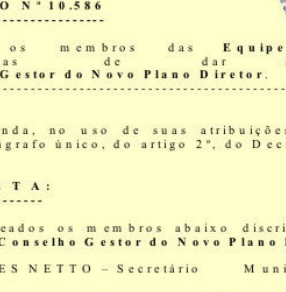 O Nº 10.586
----------------
os membros das Equipe
as de dar
Gestor do Novo Plano Diretor.
----------------
nda, no uso de suas atribuiçõe
grafo único, do artigo 2º, do Dec
T A:
------
eados os membros abaixo discri
Conselho Gestor do Novo Plano
ES NETTO – Secretário Muni